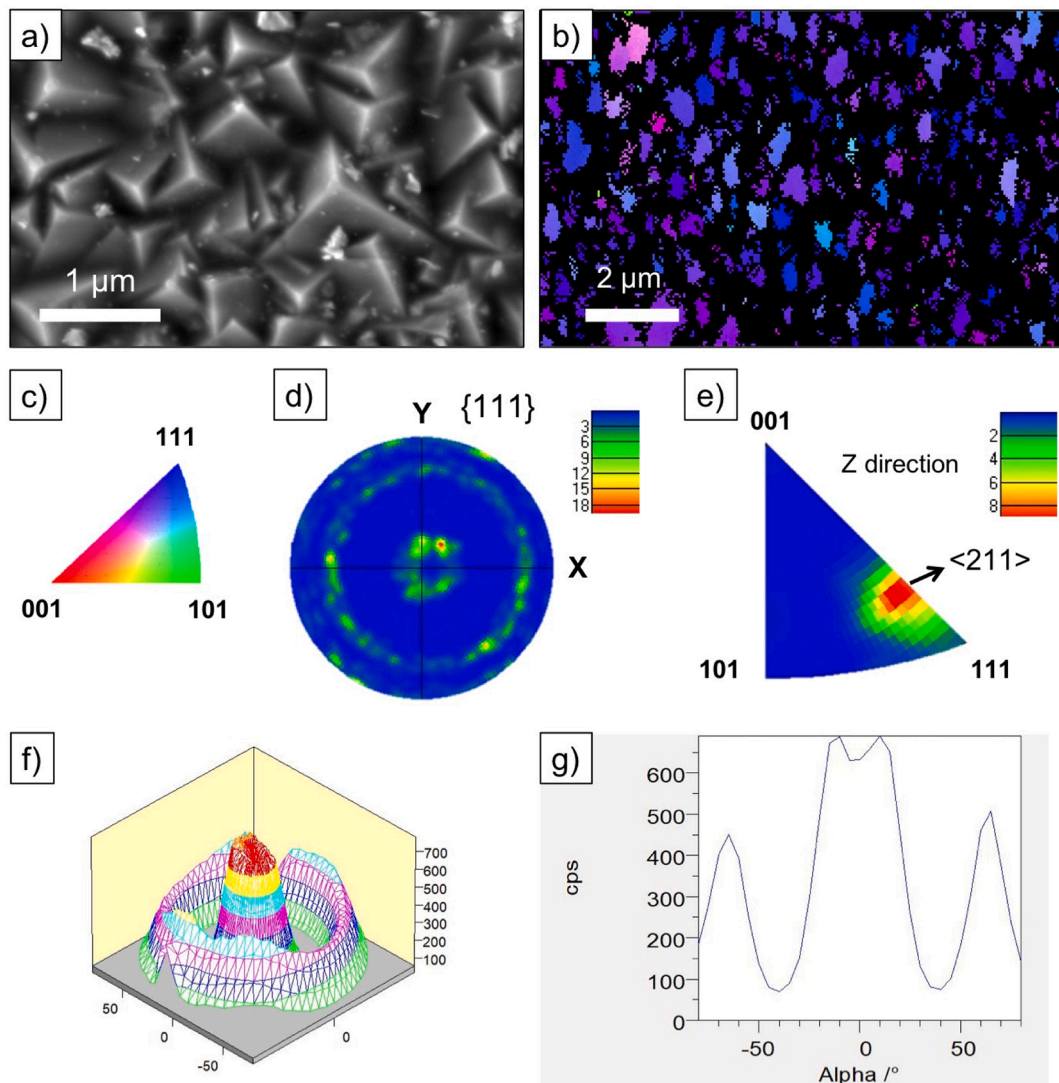 a)
1 µm
b)
2 µm
c)
111
001
101
d)
Y
{111}
X
3
6
9
12
15
18
e)
001
Z direction
2
4
6
8
<211>
101
111
f)
700
600
500
400
300
200
100
50
0
-50
0
g)
600
500
400
300
200
100
0
cps
-50
0
50
Alpha /°